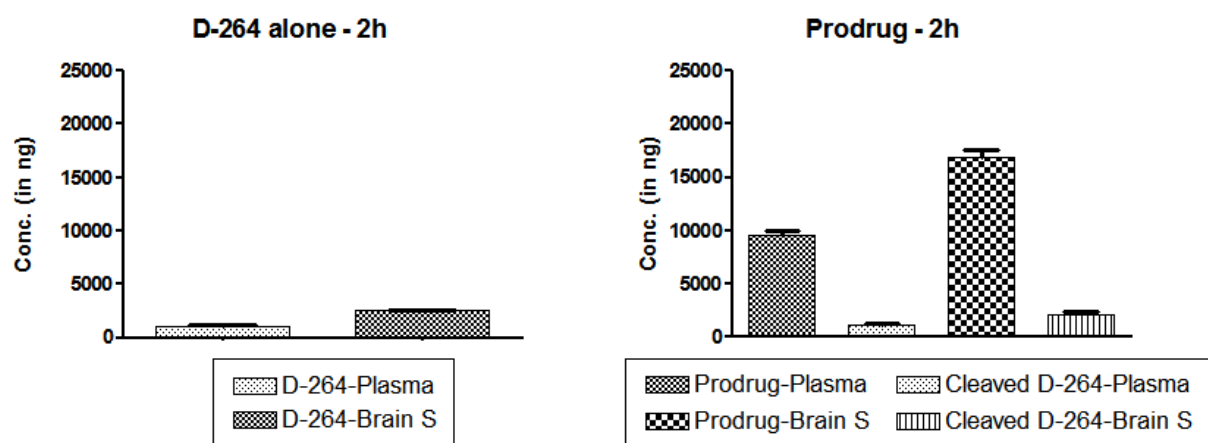 D-264 alone - 2h
Conc. (in ng)
25000
20000
15000
10000
5000
0
D-264-Plasma
D-264-Brain S
Prodrug - 2h
Conc. (in ng)
25000
20000
15000
10000
5000
0
Prodrug-Plasma
Cleaved D-264-Plasma
Prodrug-Brain S
Cleaved D-264-Brain S